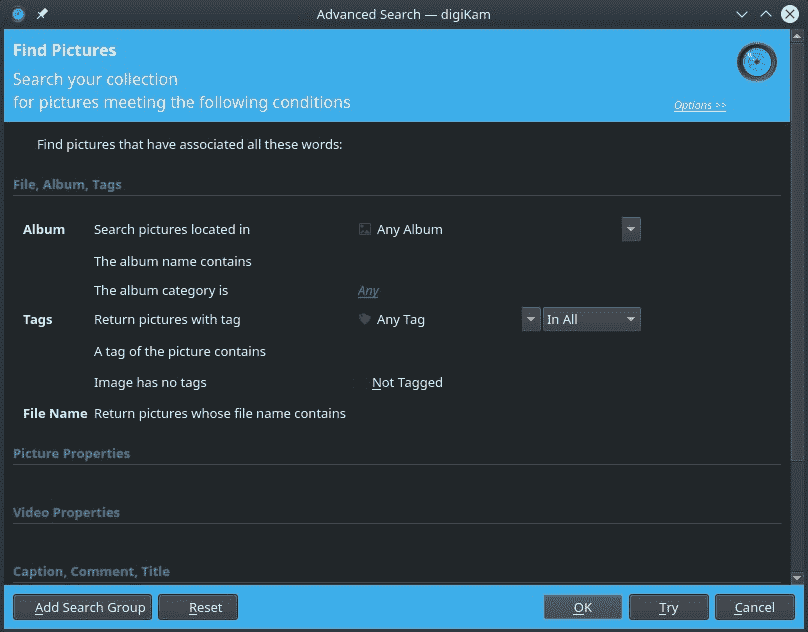 Advanced Search — digiKam
Find Pictures
Search your collection
for pictures meeting the following conditions
Options >>
Find pictures that have associated all these words:
File, Album, Tags
Album Search pictures located in Any Album
The album name contains
The album category is Any
Tags Return pictures with tag Any Tag In All
A tag of the picture contains
Image has no tags Not Tagged
File Name Return pictures whose file name contains
Picture Properties
Video Properties
Caption, Comment, Title
Add Search Group Reset OK Try Cancel